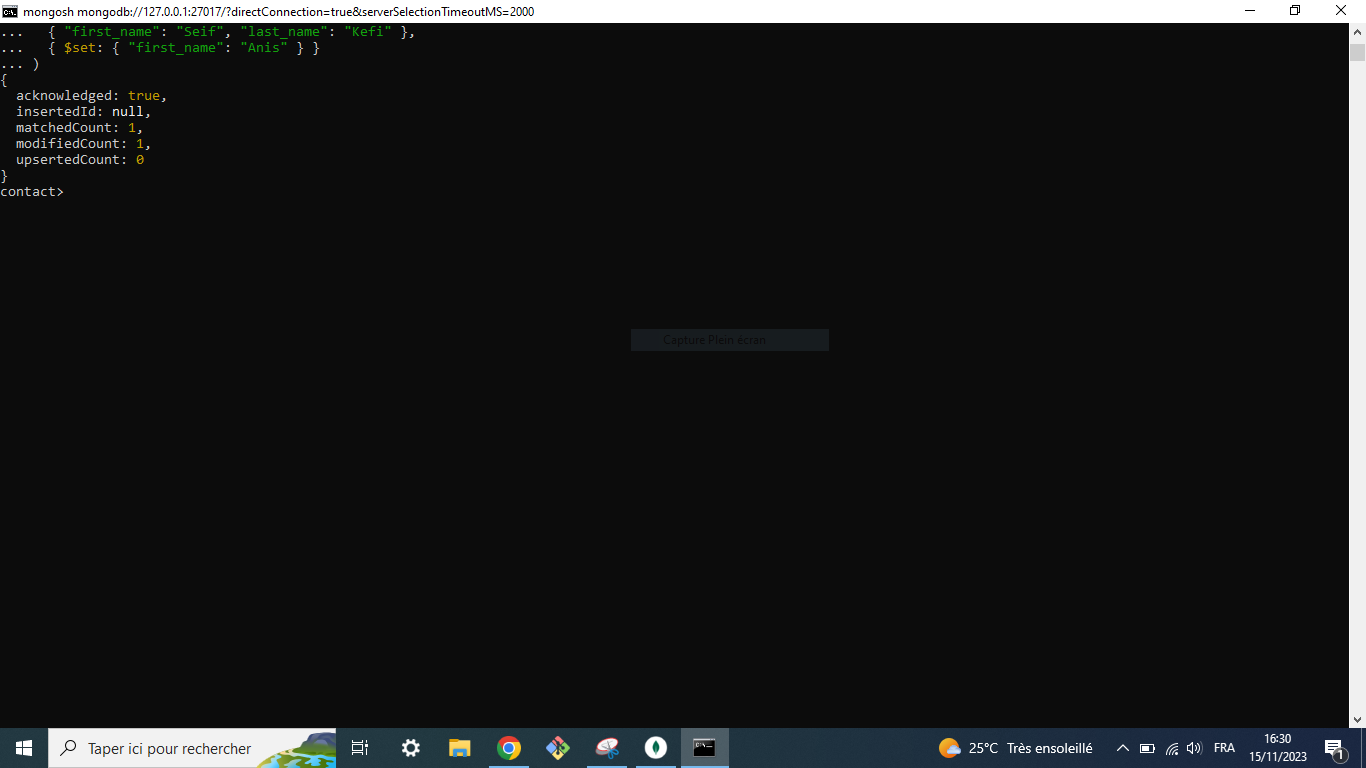 mongosh mongodb://127.0.0.1:27017/?directConnection=true&serverSelectionTimeoutMS=2000
...   { "first_name": "Seif", "last_name": "Kefi" },
...   { $set: { "first_name": "Anis" } }
... )
{
  acknowledged: true,
  insertedId: null,
  matchedCount: 1,
  modifiedCount: 1,
  upsertedCount: 0
}
contact>
Capture Plein écran
Taper ici pour rechercher
25°C Très ensoleillé
FRA
16:30
15/11/2023
1